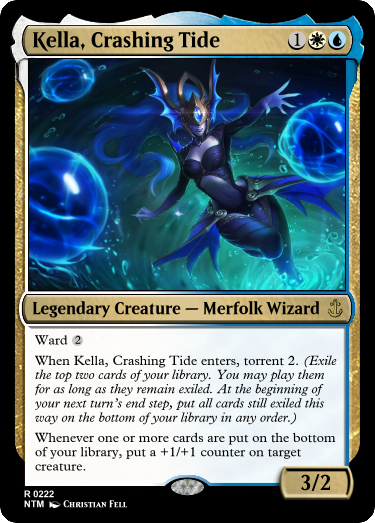 Kella, Crashing Tide 1
Legendary Creature — Merfolk Wizard
Ward 2
When Kella, Crashing Tide enters, torrent 2. (Exile
the top two cards of your library. You may play them
for as long as they remain exiled. At the beginning of
your next turn's end step, put all cards still exiled this
way on the bottom of your library in any order.)
Whenever one or more cards are put on the bottom
of your library, put a +1/+1 counter on target
creature.
3/2
R 0222
NTM Christian Fell